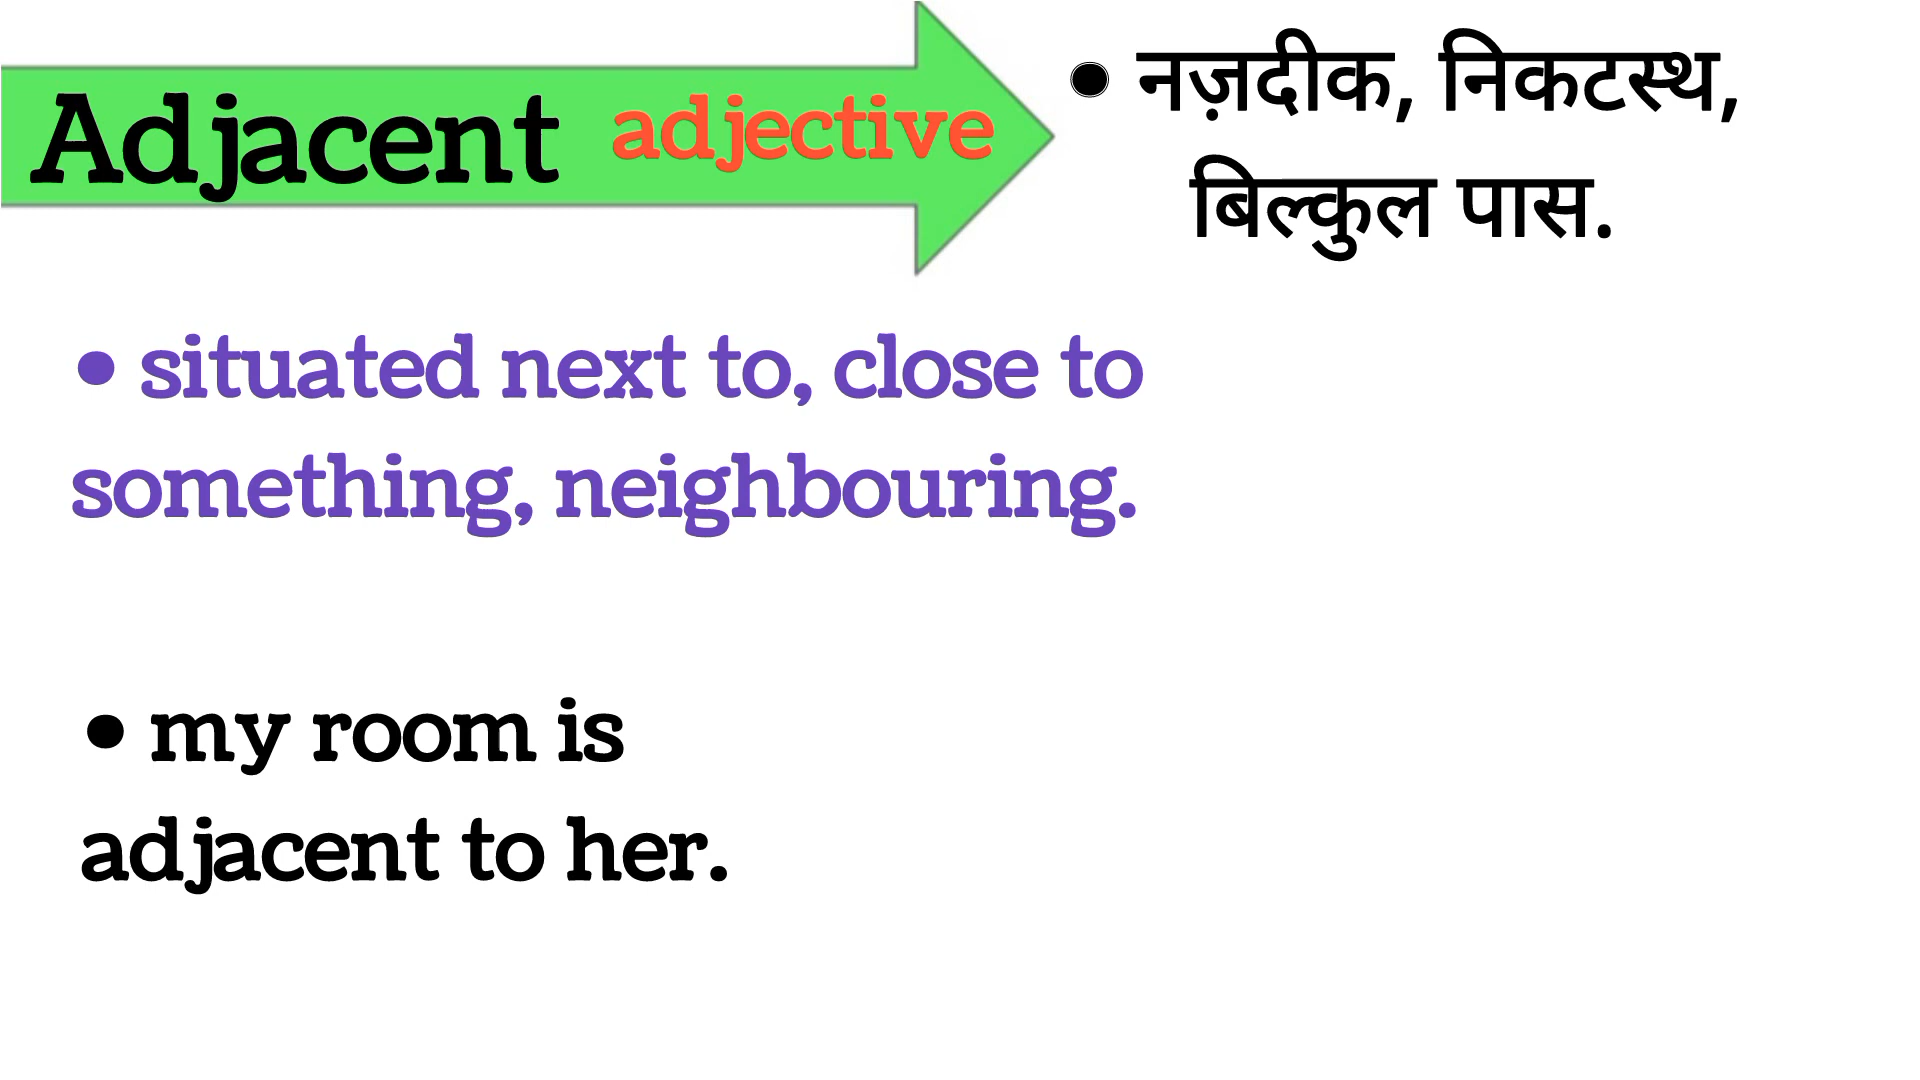 Adjacent adjective
• नज़दीक, निकटस्थ,
बिल्कुल पास.
• situated next to, close to
something, neighbouring.
• my room is
adjacent to her.